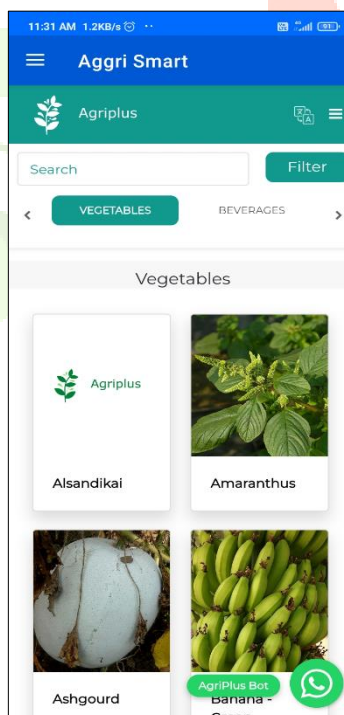 11:31 AM 1.2KB/s
Aggri Smart
Agriplus
Search
Filter
VEGETABLES
BEVERAGES
Vegetables
Agriplus
Alsandikai
Amaranthus
Ashgourd
Banana -
AgriPlus Bot